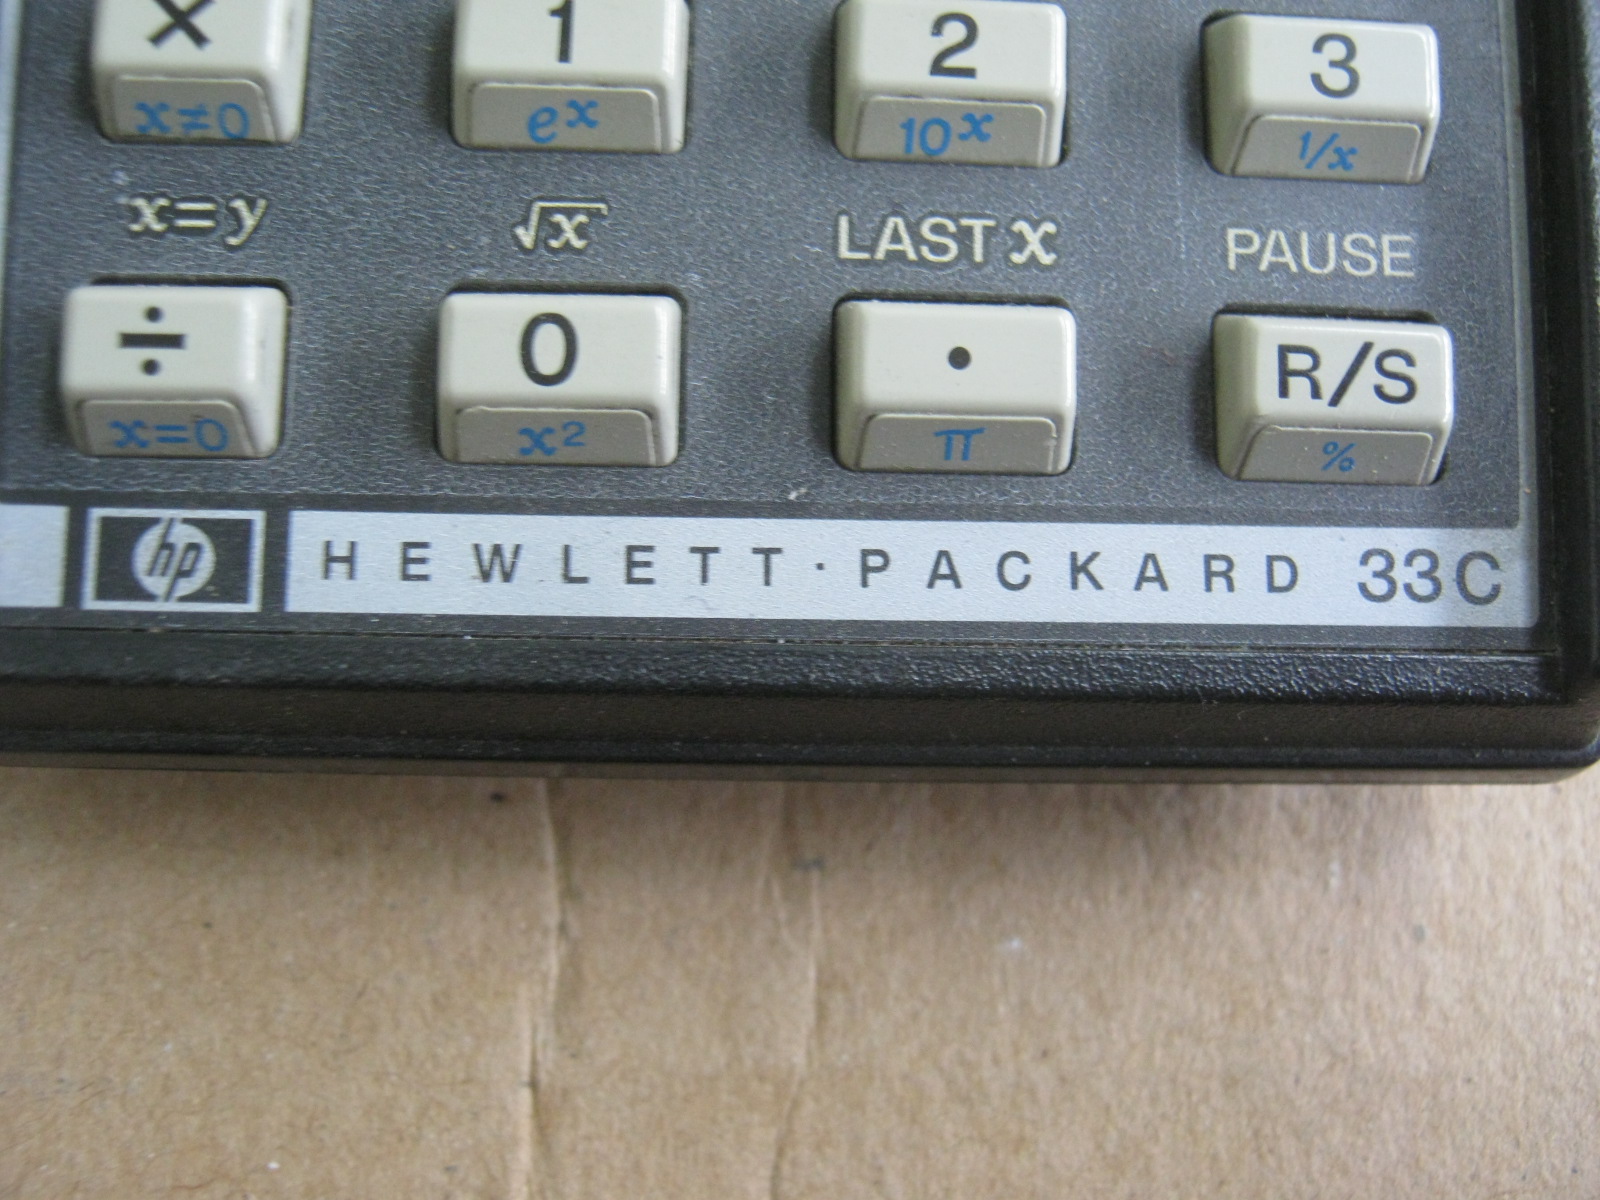 × 1 2 3
x≠0 eˣ 10ˣ 1/x
x=y √x LAST x PAUSE
÷ 0 · R/S
x=0 x² π %
hp HEWLETT·PACKARD 33C